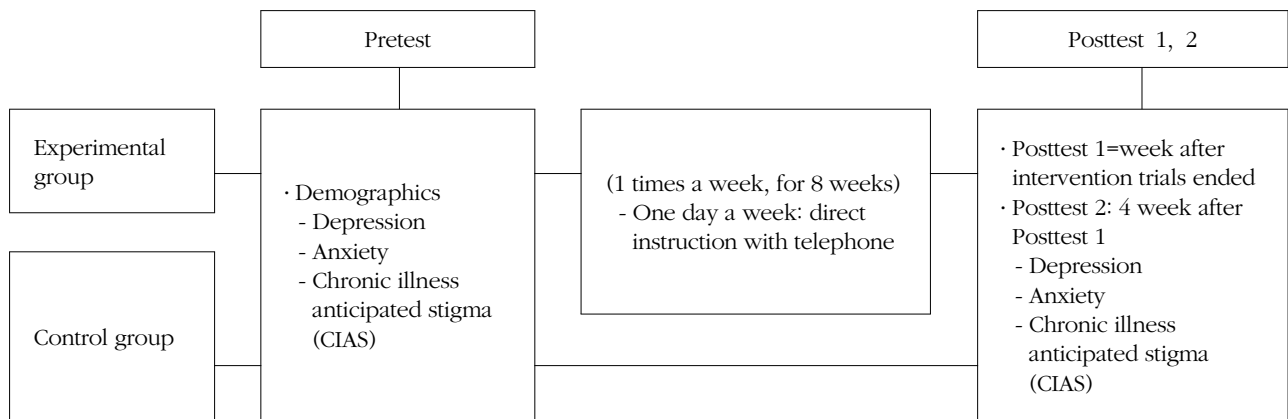 Pretest
Posttest 1, 2
Experimental
group
Control group
· Demographics
- Depression
- Anxiety
- Chronic illness
anticipated stigma
(CIAS)
(1 times a week, for 8 weeks)
- One day a week: direct
instruction with telephone
· Posttest 1=week after
intervention trials ended
· Posttest 2: 4 week after
Posttest 1
- Depression
- Anxiety
- Chronic illness
anticipated stigma
(CIAS)